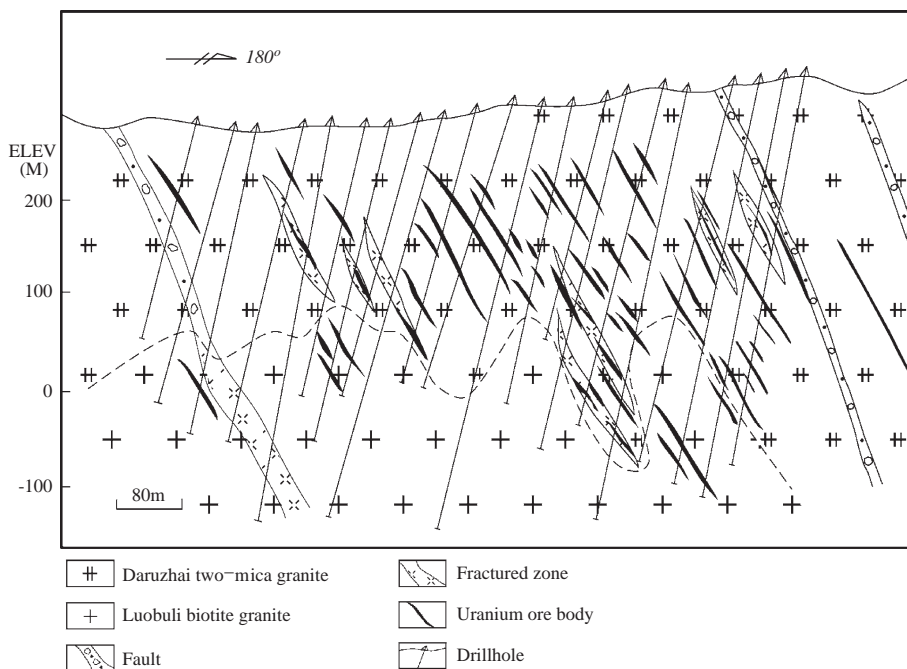 180°
ELEV
(M)
200
100
0
-100
80m
Daruzhai two-mica granite
Fractured zone
Luobuli biotite granite
Uranium ore body
Fault
Drillhole